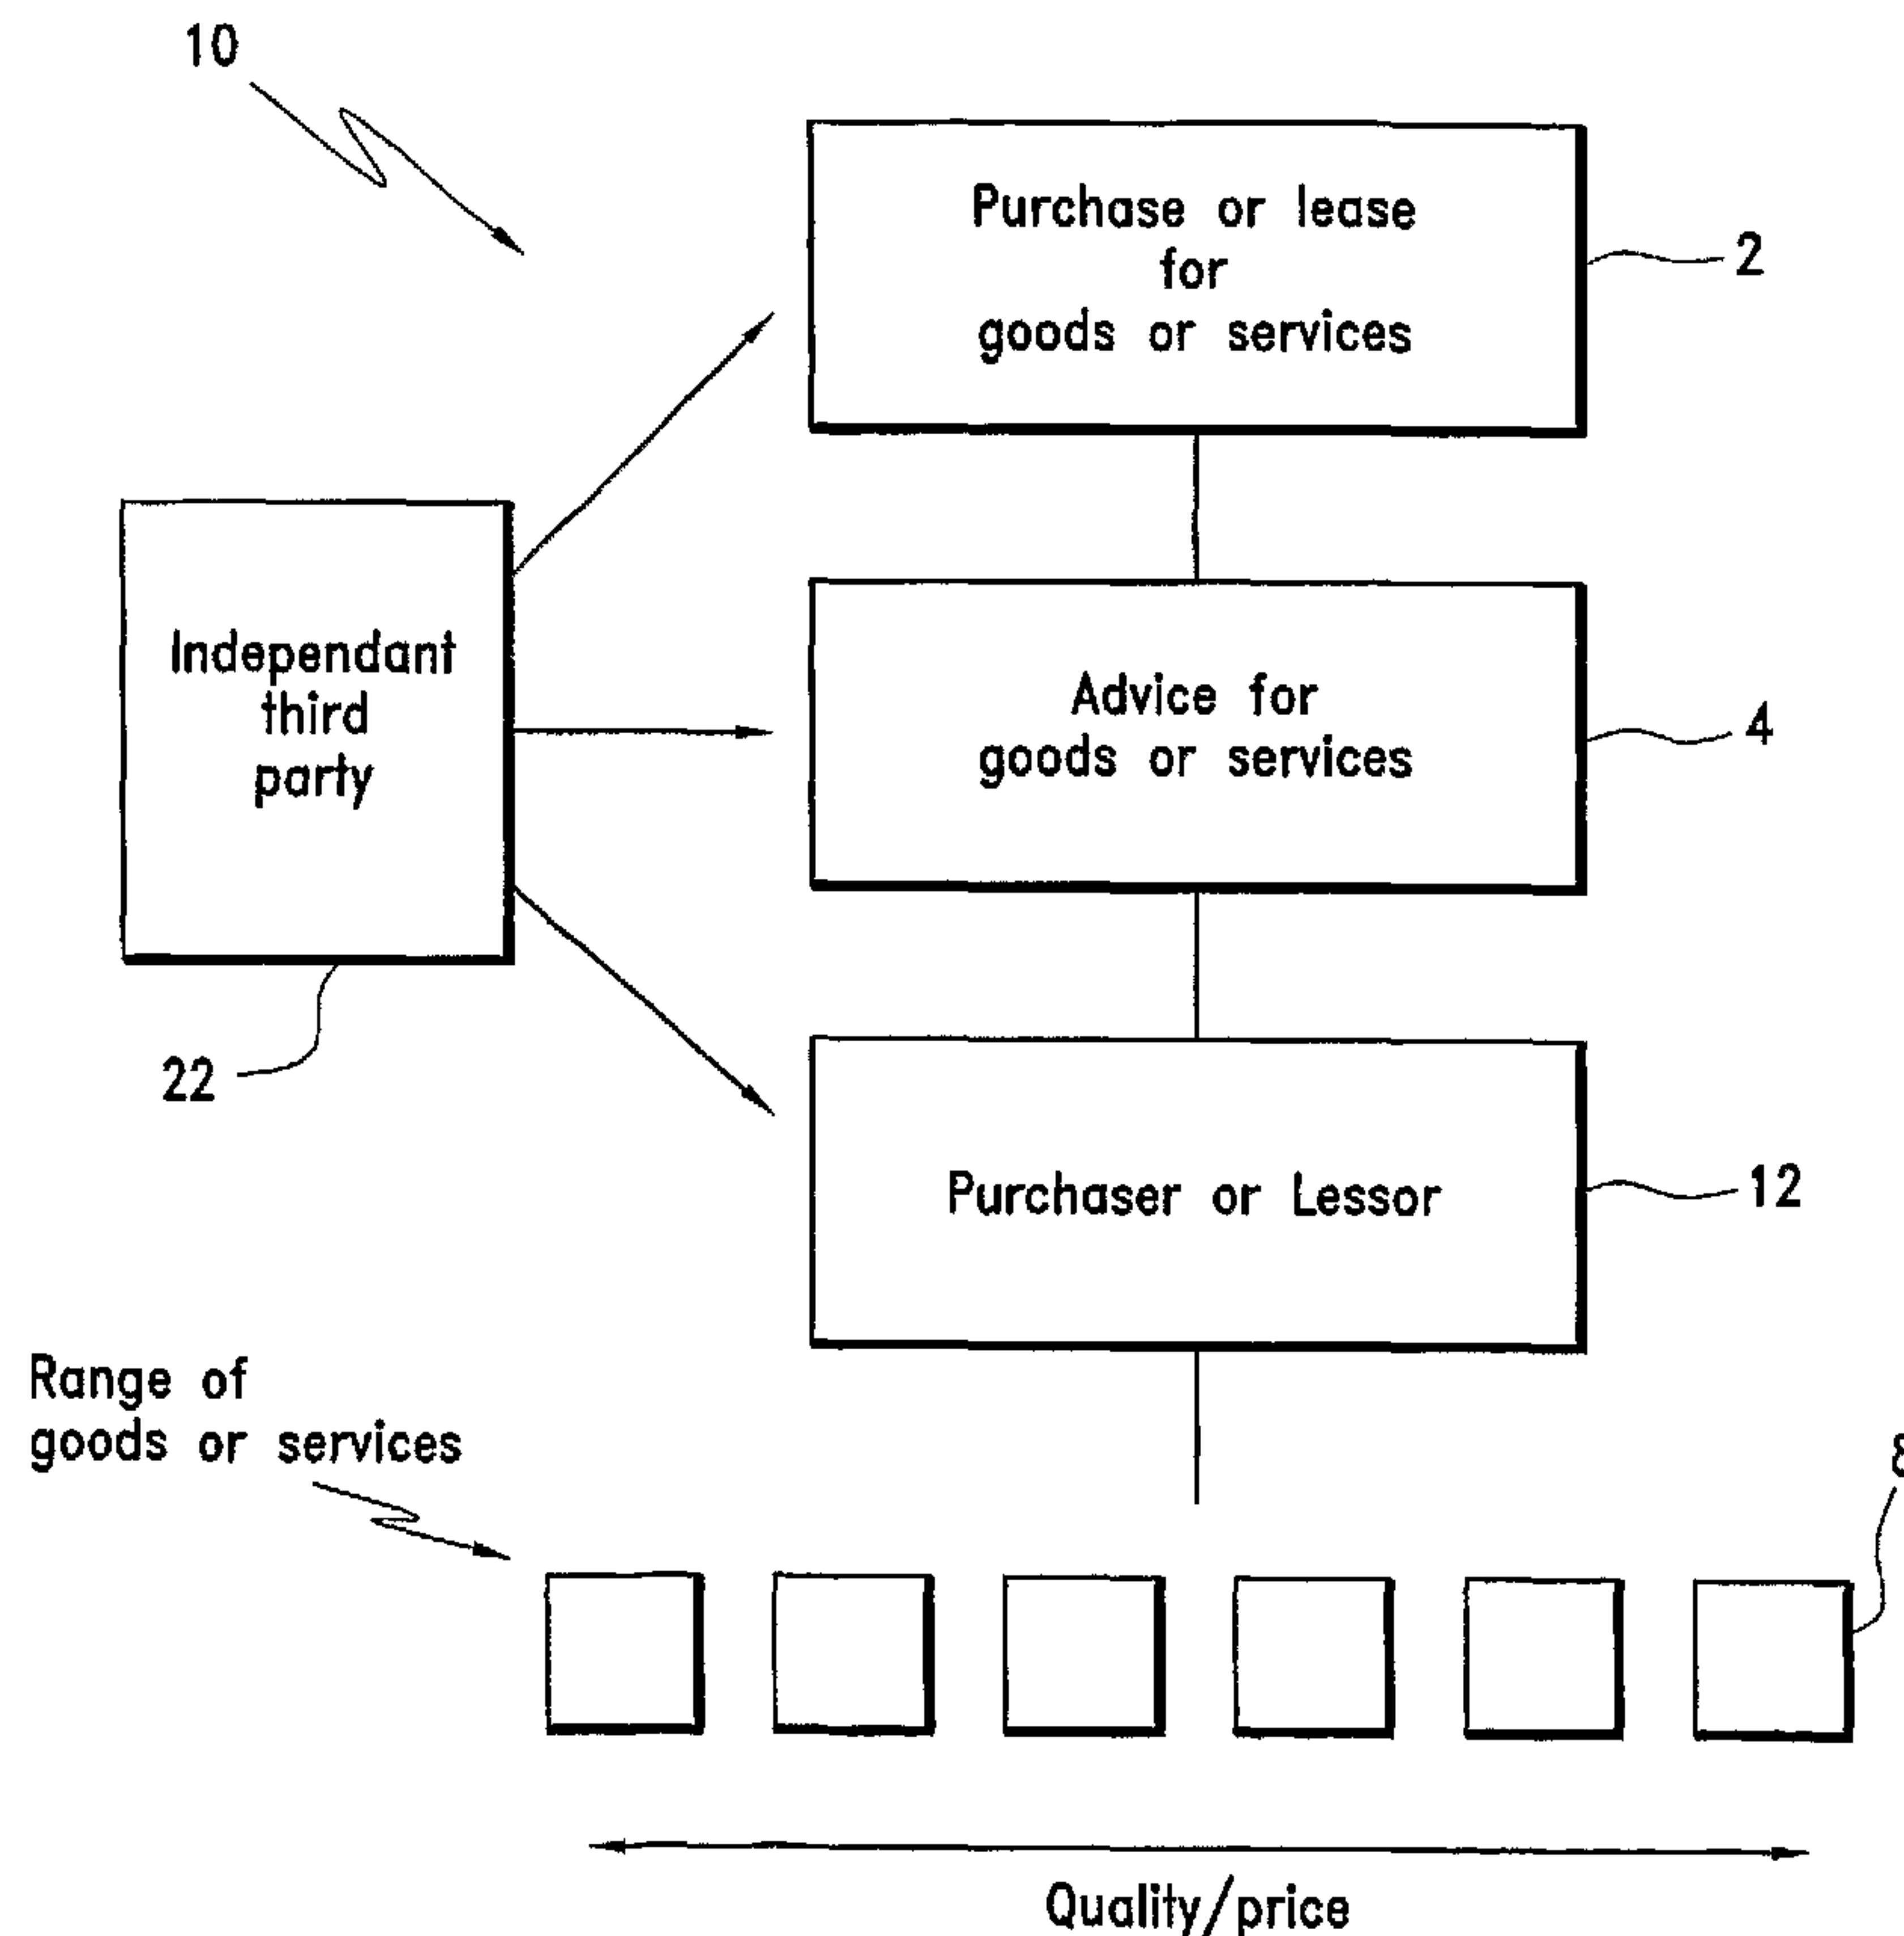 10
Purchase or lease
for
goods or services
2
Independant
third
party
Advice for
goods or services
4
22
Purchaser or Lessor
12
Range of
goods or services
8
Quality/price